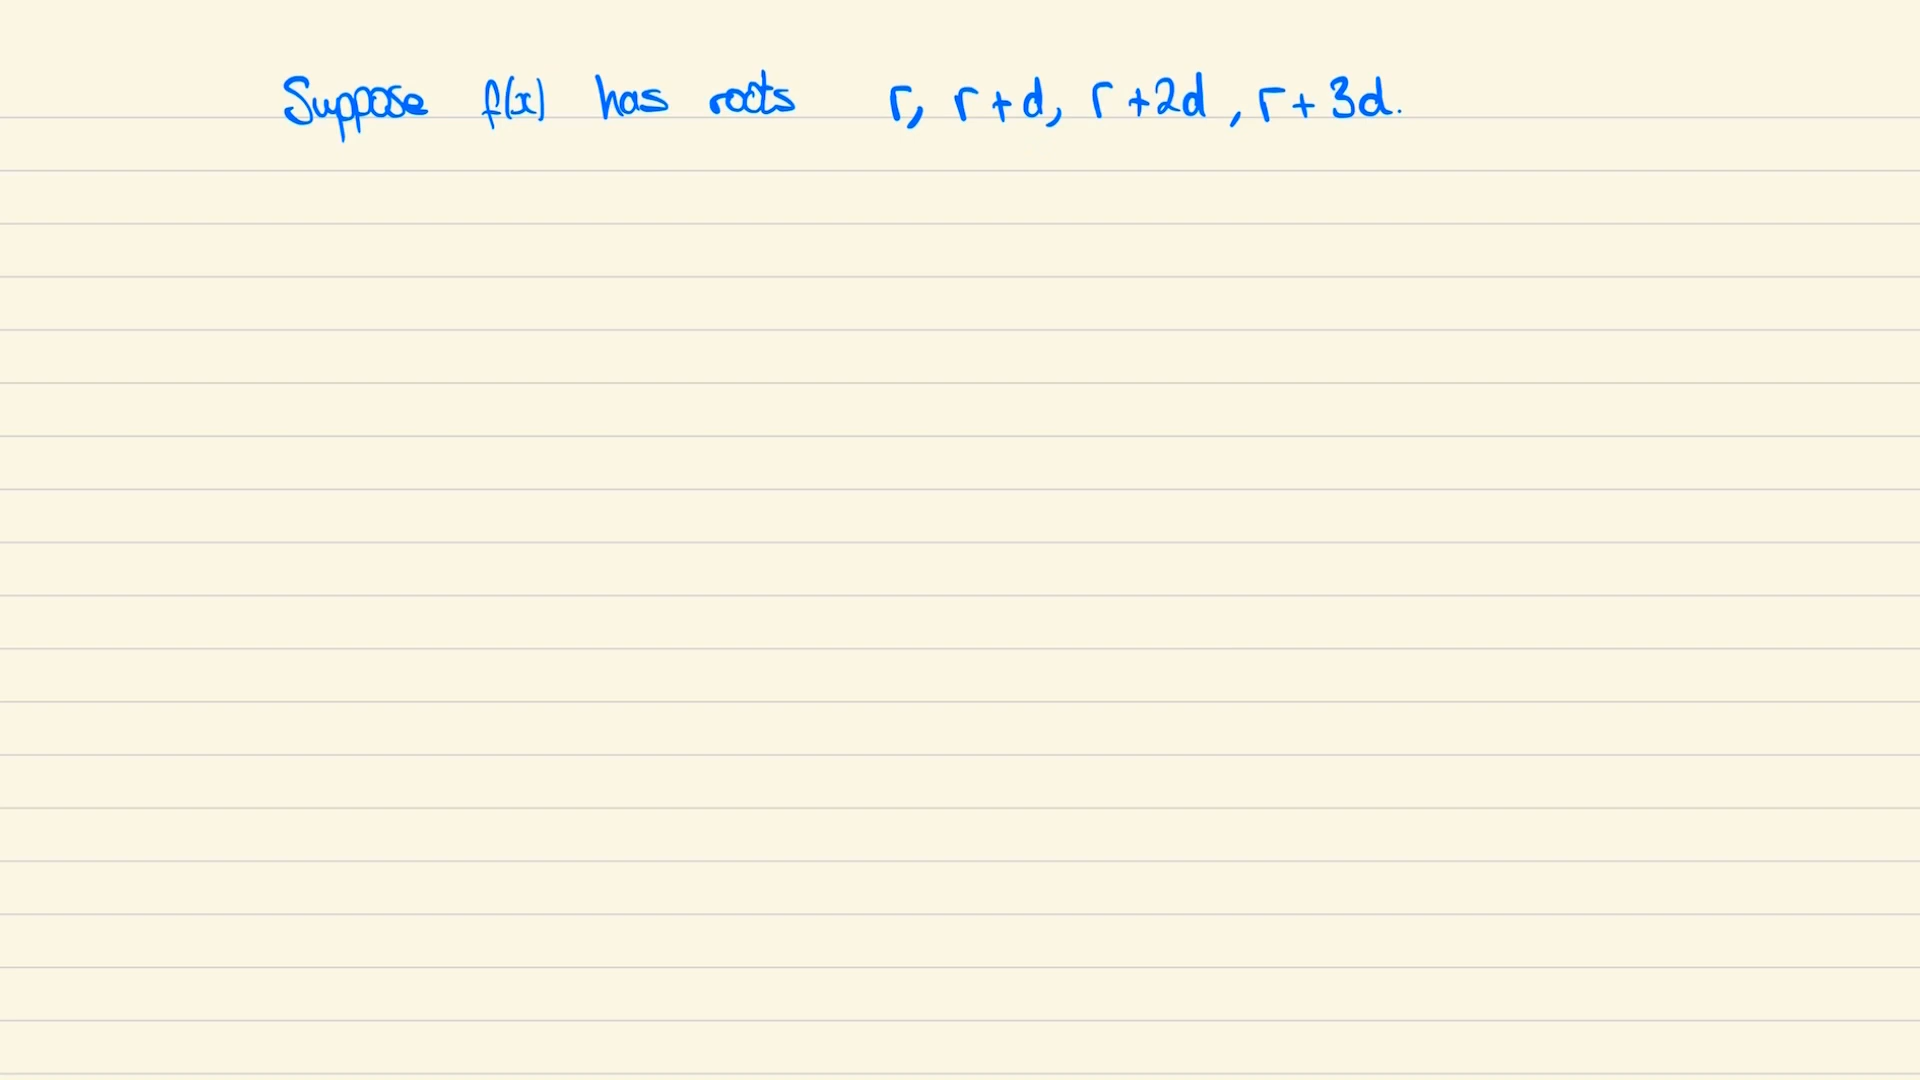 Suppose f(x) has roots r, r+d, r+2d, r+3d.